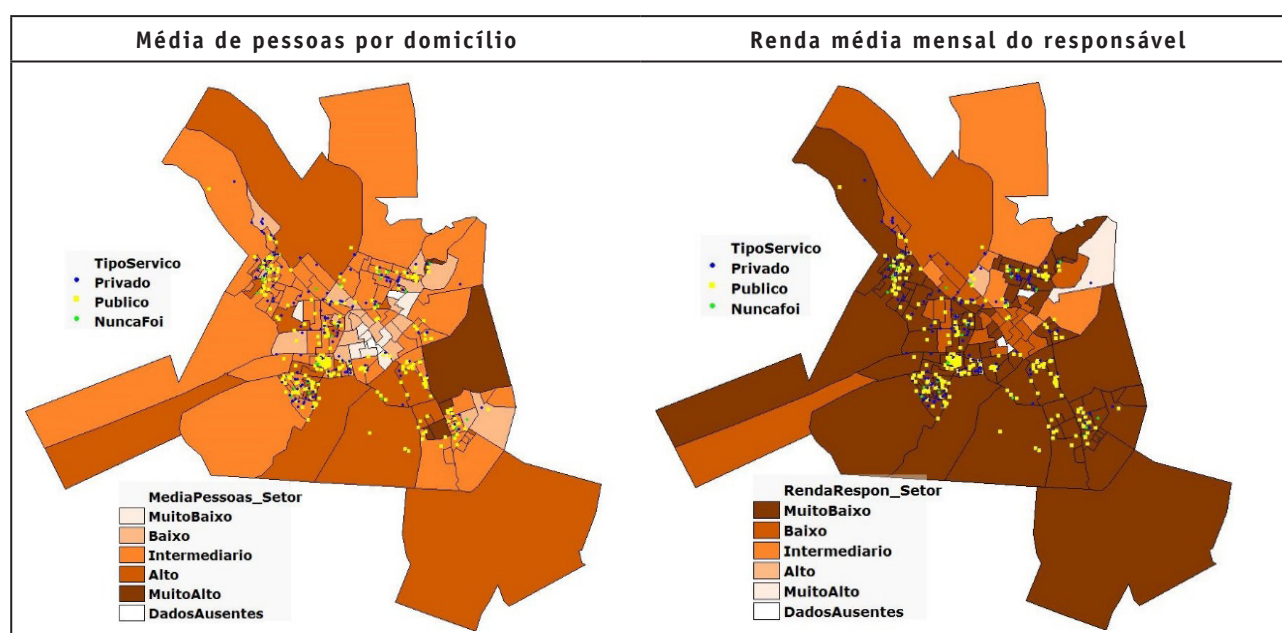 Média de pessoas por domicílio
Renda média mensal do responsável
TipoServico
Privado
Publico
NuncaFoi
MediaPessoas_Setor
MuitoBaixo
Baixo
Intermediario
Alto
MuitoAlto
DadosAusentes
TipoServico
Privado
Publico
Nuncafoi
RendaRespon_Setor
MuitoBaixo
Baixo
Intermediario
Alto
MuitoAlto
DadosAusentes